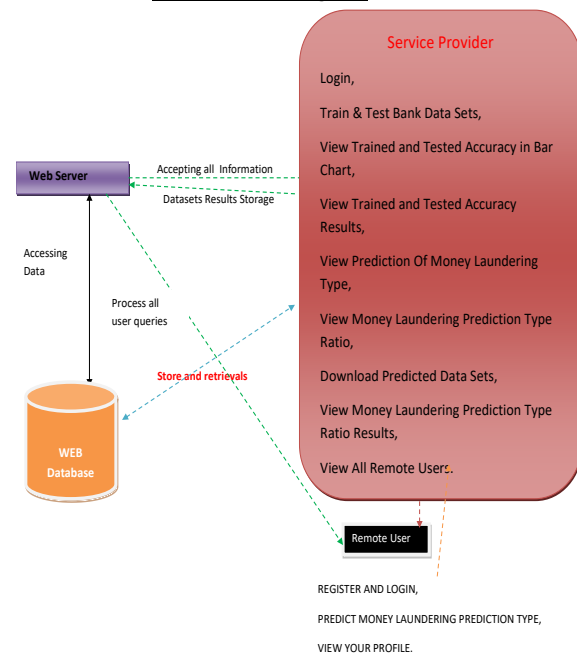 Service Provider
Login,
Train & Test Bank Data Sets,
View Trained and Tested Accuracy in Bar
Chart,
View Trained and Tested Accuracy
Results,
View Prediction Of Money Laundering
Type,
View Money Laundering Prediction Type
Ratio,
Download Predicted Data Sets,
View Money Laundering Prediction Type
Ratio Results,
View All Remote Users.
Web Server
Accepting all Information
Datasets Results Storage
Accessing
Data
Process all
user queries
Store and retrievals
WEB
Database
Remote User
REGISTER AND LOGIN,
PREDICT MONEY LAUNDERING PREDICTION TYPE,
VIEW YOUR PROFILE.